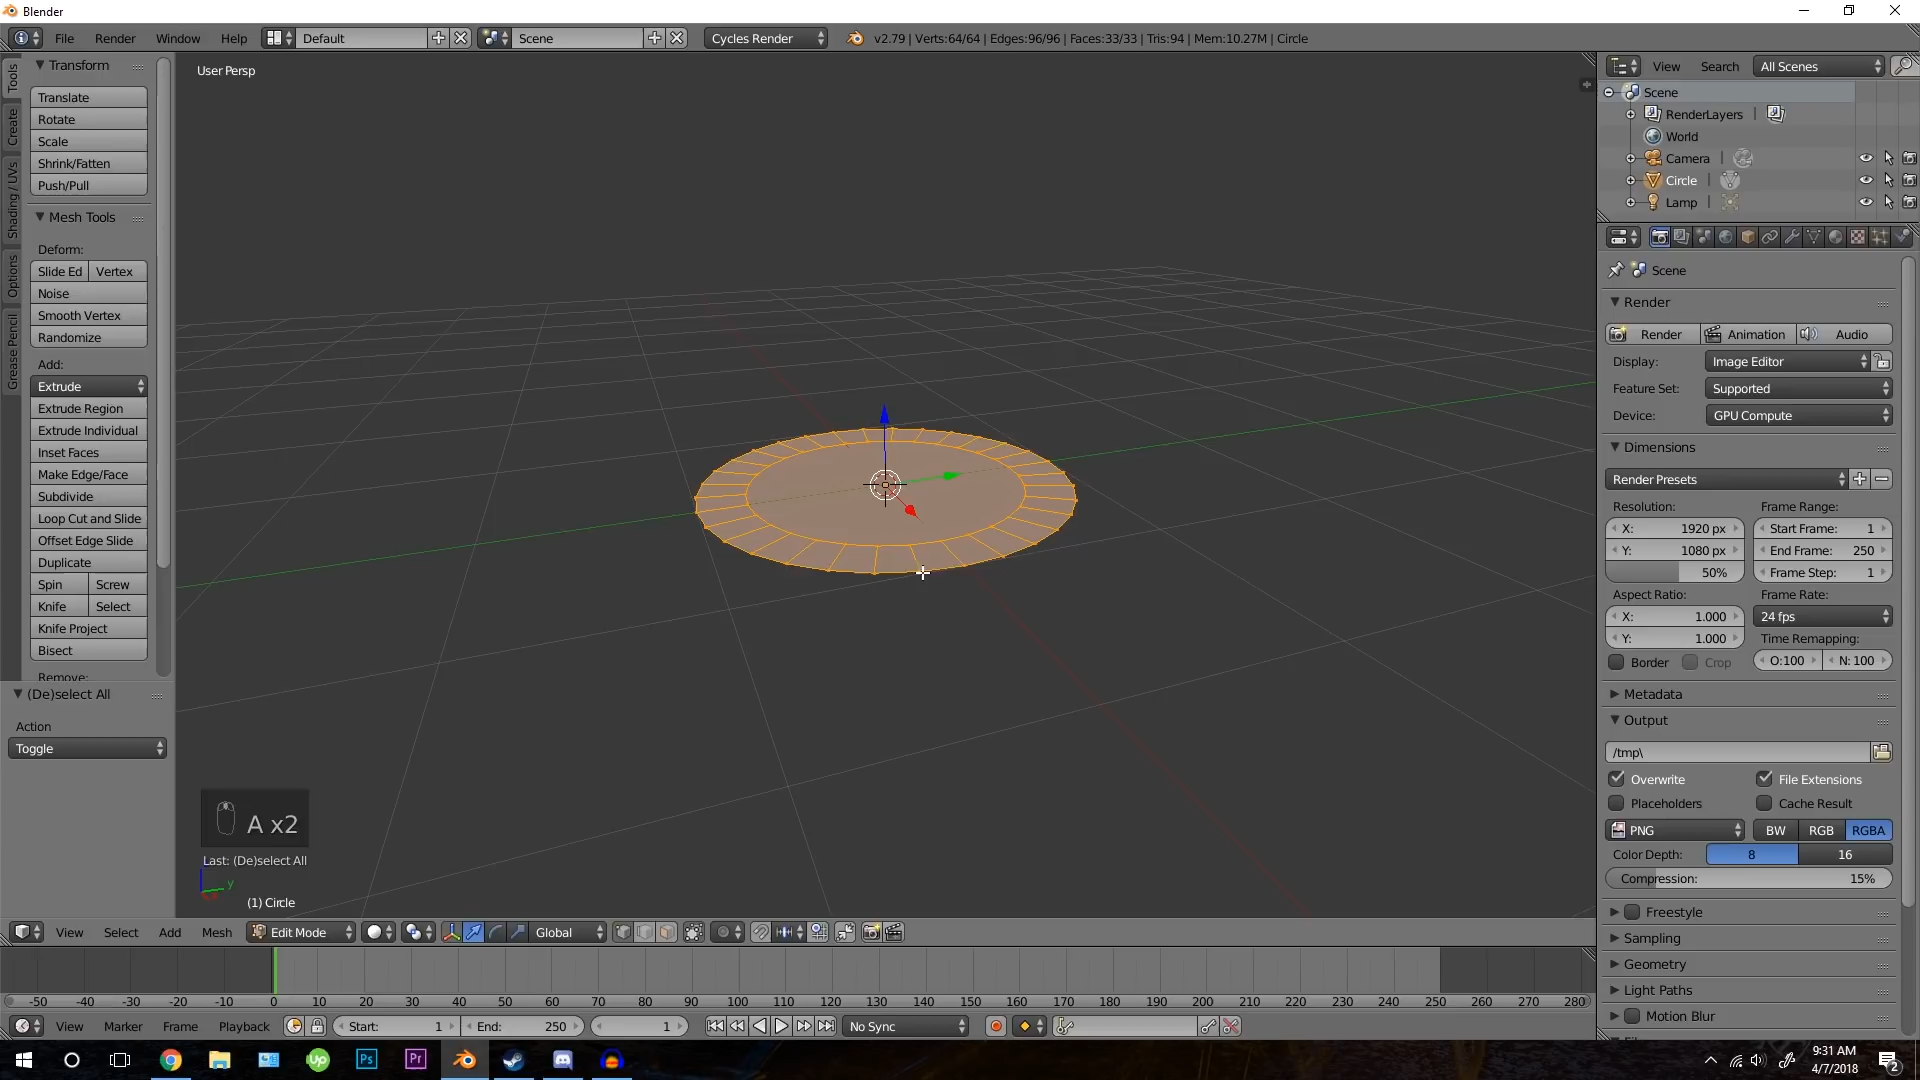 Blender
File Render Window Help Default Scene Cycles Render v2.79 | Verts:64/64 | Edges:96/96 | Faces:33/33 | Tris:94 | Mem:10.27M | Circle
Tools
Create
Shading / UVs
Options
Grease Pencil
Transform
Translate
Rotate
Scale
Shrink/Fatten
Push/Pull
Mesh Tools
Deform:
Slide Ed Vertex
Noise
Smooth Vertex
Randomize
Add:
Extrude
Extrude Region
Extrude Individual
Inset Faces
Make Edge/Face
Subdivide
Loop Cut and Slide
Offset Edge Slide
Duplicate
Spin Screw
Knife Select
Knife Project
Bisect
Remove:
(De)select All
Action
Toggle
User Persp
A x2
Last: (De)select All
y
(1) Circle
View Select Add Mesh Edit Mode Global
-50 -40 -30 -20 -10 0 10 20 30 40 50 60 70 80 90 100 110 120 130 140 150 160 170 180 190 200 210 220 230 240 250 260 270 280
View Marker Frame Playback Start: 1 End: 250 1 No Sync
View Search All Scenes
Scene
RenderLayers
World
Camera
Circle
Lamp
Scene
Render
Render Animation Audio
Display: Image Editor
Feature Set: Supported
Device: GPU Compute
Dimensions
Render Presets
Resolution: Frame Range:
X: 1920 px Start Frame: 1
Y: 1080 px End Frame: 250
50% Frame Step: 1
Aspect Ratio: Frame Rate:
X: 1.000 24 fps
Y: 1.000 Time Remapping:
Border Crop O:100 N: 100
Metadata
Output
/tmp\
Overwrite File Extensions
Placeholders Cache Result
PNG BW RGB RGBA
Color Depth: 8 16
Compression: 15%
Freestyle
Sampling
Geometry
Light Paths
Motion Blur
Up Ps Pr
9:31 AM
4/7/2018
2